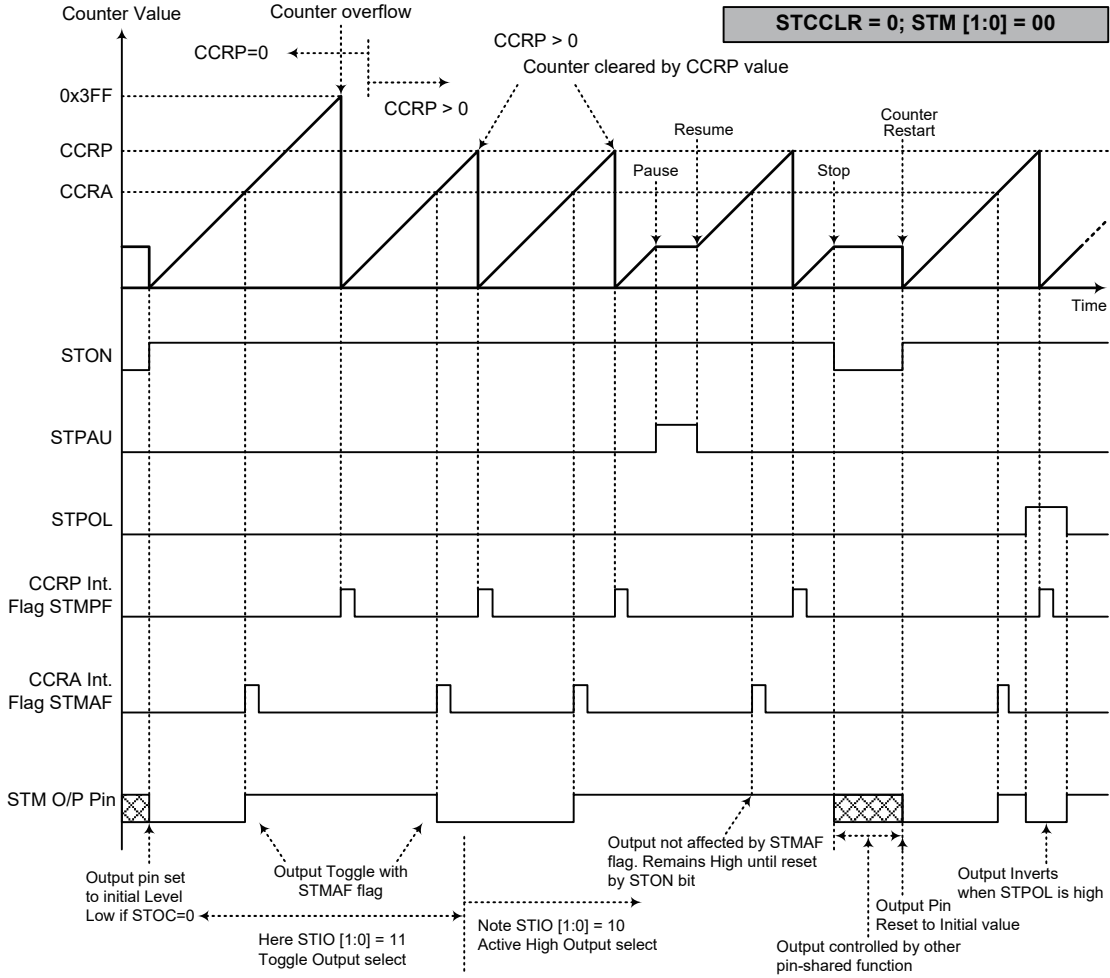 Counter Value
Counter overflow
STCCLR = 0; STM [1:0] = 00
CCRP=0
CCRP > 0
CCRP > 0
Counter cleared by CCRP value
0x3FF
CCRP
CCRA
Pause
Resume
Stop
Counter
Restart
Time
STON
STPAU
STPOL
CCRP Int.
Flag STMPF
CCRA Int.
Flag STMAF
STM O/P Pin
Output pin set
to initial Level
Low if STOC=0
Output Toggle with
STMAF flag
Here STIO [1:0] = 11
Toggle Output select
Note STIO [1:0] = 10
Active High Output select
Output not affected by STMAF
flag. Remains High until reset
by STON bit
Output controlled by other
pin-shared function
Output Pin
Reset to Initial value
Output Inverts
when STPOL is high